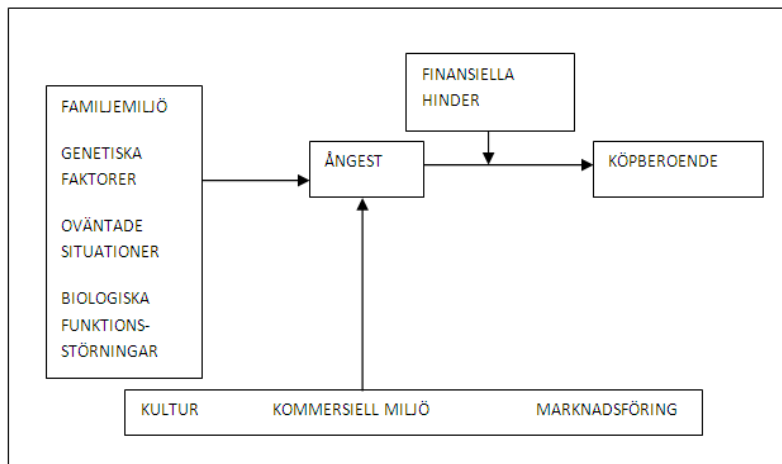 FINANSIELLA
HINDER
FAMILJEMILJÖ
GENETISKA
FAKTORER
OVÄNTADE
SITUATIONER
BIOLOGISKA
FUNKTIONS-
STÖRNINGAR
ÅNGEST
KÖPBEROENDE
KULTUR KOMMERSIELL MILJÖ MARKNADSFÖRING